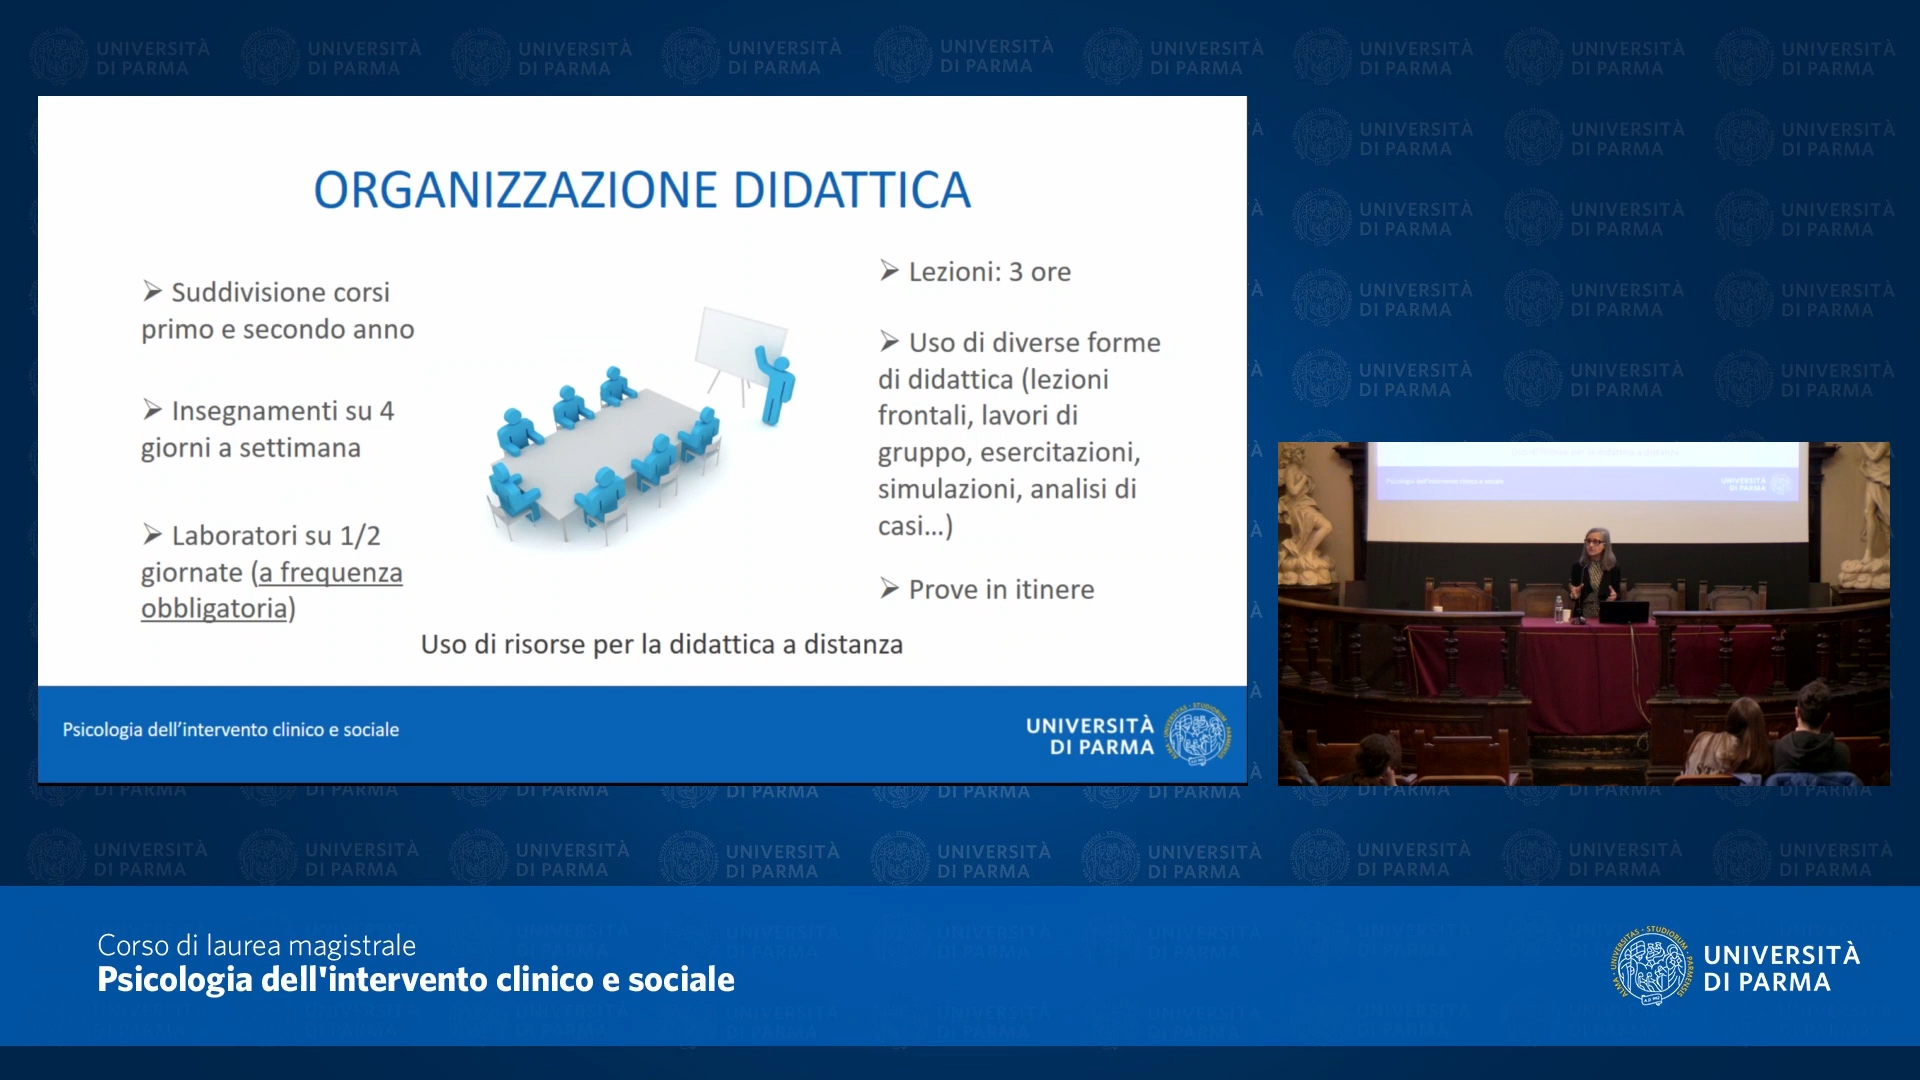 ORGANIZZAZIONE DIDATTICA
➢ Suddivisione corsi
primo e secondo anno
➢ Insegnamenti su 4
giorni a settimana
➢ Laboratori su 1/2
giornate (a frequenza
obbligatoria)
➢ Lezioni: 3 ore
➢ Uso di diverse forme
di didattica (lezioni
frontali, lavori di
gruppo, esercitazioni,
simulazioni, analisi di
casi...)
➢ Prove in itinere
Uso di risorse per la didattica a distanza
Psicologia dell'intervento clinico e sociale
UNIVERSITÀ
DI PARMA
Corso di laurea magistrale
Psicologia dell'intervento clinico e sociale
UNIVERSITÀ
DI PARMA